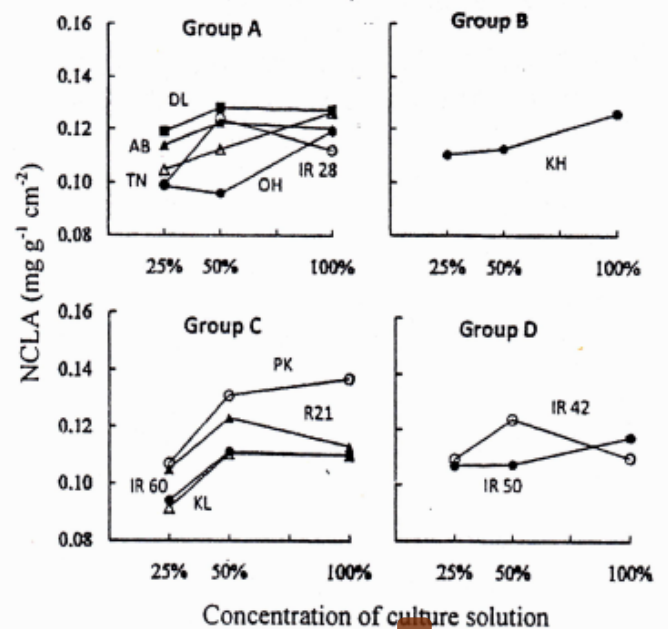 Group A
0.16
0.14
0.12
0.10
0.08
DL
AB
TN
OH
IR 28
25% 50% 100%
Group B
KH
25% 50% 100%
NCLA (mg g⁻¹ cm⁻²)
Group C
0.16
0.14
0.12
0.10
0.08
PK
R21
IR 60
KL
25% 50% 100%
Group D
IR 42
IR 50
25% 50% 100%
Concentration of culture solution